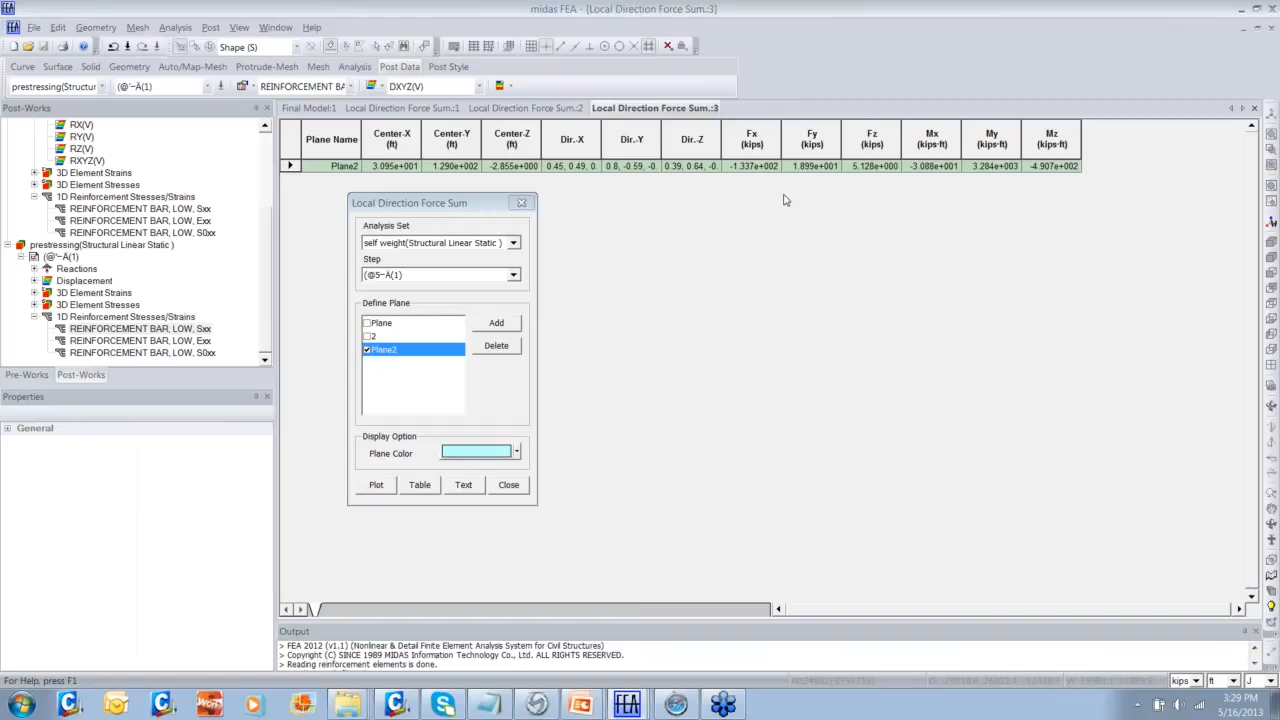 midas FEA - [Local Direction Force Sum.:3]
File Edit Geometry Mesh Analysis Post View Window Help
Shape (S)
Curve Surface Solid Geometry Auto/Map-Mesh Protrude-Mesh Mesh Analysis Post Data Post Style
prestressing(Structur (@'~Ä(1) REINFORCEMENT BA DXYZ(V)
Post-Works
Final Model:1 Local Direction Force Sum.:1 Local Direction Force Sum.:2 Local Direction Force Sum.:3
RX(V)
RY(V)
RZ(V)
RXYZ(V)
3D Element Strains
3D Element Stresses
1D Reinforcement Stresses/Strains
REINFORCEMENT BAR, LOW, Sxx
REINFORCEMENT BAR, LOW, Exx
REINFORCEMENT BAR, LOW, S0xx
prestressing(Structural Linear Static )
(@'~Ä(1)
Reactions
Displacement
3D Element Strains
3D Element Stresses
1D Reinforcement Stresses/Strains
REINFORCEMENT BAR, LOW, Sxx
REINFORCEMENT BAR, LOW, Exx
REINFORCEMENT BAR, LOW, S0xx
Pre-Works Post-Works
Properties
General
Plane Name Center-X (ft) Center-Y (ft) Center-Z (ft) Dir.-X Dir.-Y Dir.-Z Fx (kips) Fy (kips) Fz (kips) Mx (kips·ft) My (kips·ft) Mz (kips·ft)
Plane2 3.095e+001 1.290e+002 -2.855e+000 0.45, 0.49, 0. 0.8, -0.59, -0. 0.39, 0.64, -0. -1.337e+002 1.899e+001 5.128e+000 -3.088e+001 3.284e+003 -4.907e+002
Local Direction Force Sum
Analysis Set
self weight(Structural Linear Static )
Step
(@5~Ä(1)
Define Plane
Plane
2
Plane2
Add
Delete
Display Option
Plane Color
Plot Table Text Close
Output
> FEA 2012 (v1.1) (Nonlinear & Detail Finite Element Analysis System for Civil Structures)
> Copyright (C) SINCE 1989 MIDAS Information Technology Co., Ltd. ALL RIGHTS RESERVED.
> Reading reinforcement elements is done.
For Help, press F1
kips ft J
FEA
3:29 PM
5/16/2013